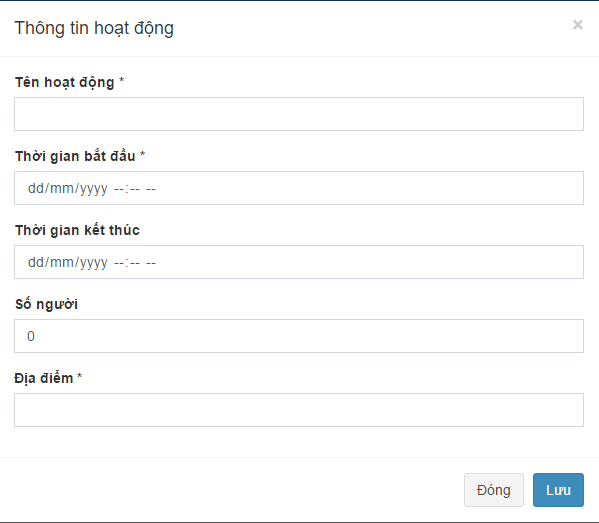 Thông tin hoạt động ×
Tên hoạt động *
Thời gian bắt đầu *
dd/mm/yyyy --:-- --
Thời gian kết thúc
dd/mm/yyyy --:-- --
Số người
0
Địa điểm *
Đóng Lưu